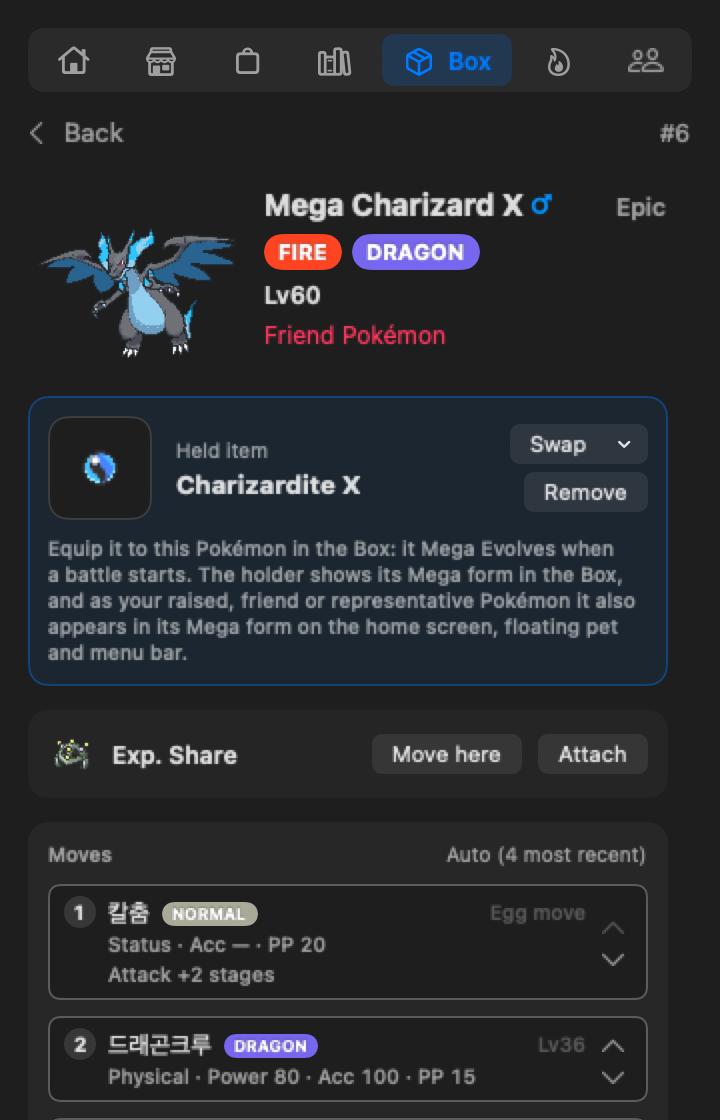 Box
Back
#6
Mega Charizard X ♂
Epic
FIRE DRAGON
Lv60
Friend Pokémon
Held item
Charizardite X
Swap
Remove
Equip it to this Pokémon in the Box: it Mega Evolves when
a battle starts. The holder shows its Mega form in the Box,
and as your raised, friend or representative Pokémon it also
appears in its Mega form on the home screen, floating pet
and menu bar.
Exp. Share
Move here
Attach
Moves
Auto (4 most recent)
1 칼춤 NORMAL
Egg move
Status · Acc — · PP 20
Attack +2 stages
2 드래곤크루 DRAGON
Lv36
Physical · Power 80 · Acc 100 · PP 15